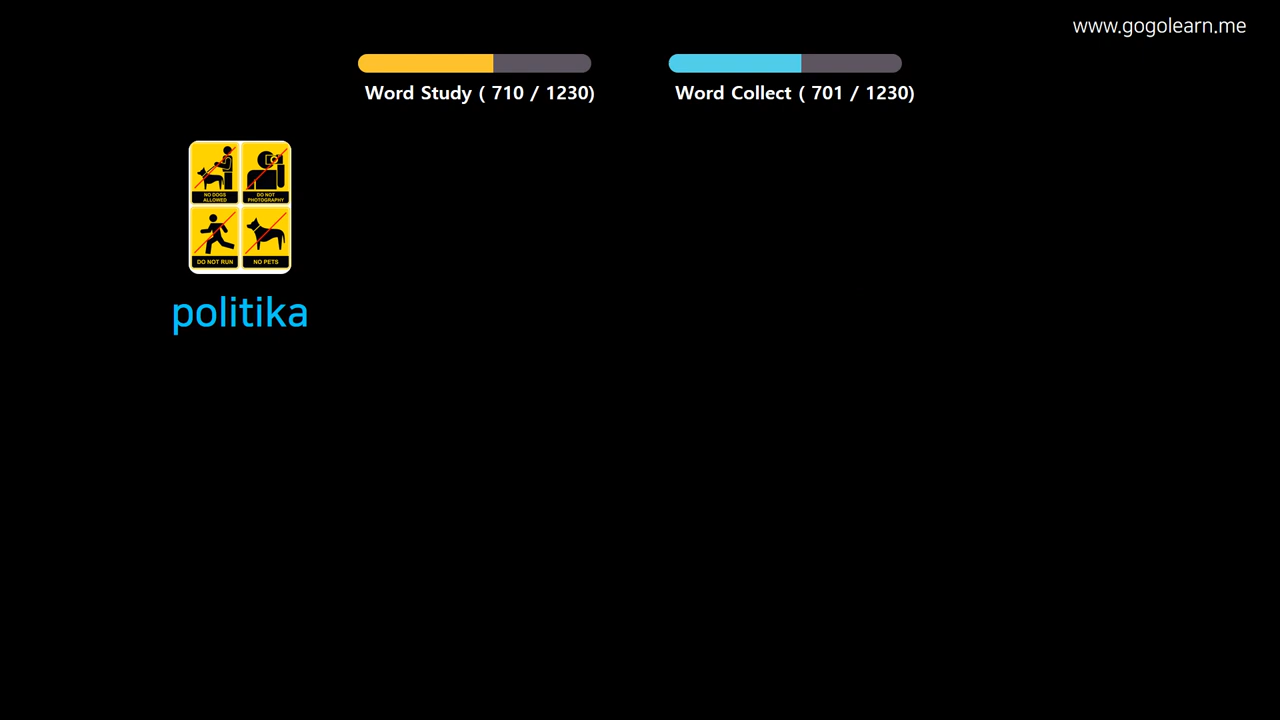 www.gogolearn.me
Word Study ( 710 / 1230)
Word Collect ( 701 / 1230)
NO DOGS
ALLOWED
DO NOT
PHOTOGRAPHY
DO NOT RUN
NO PETS
politika